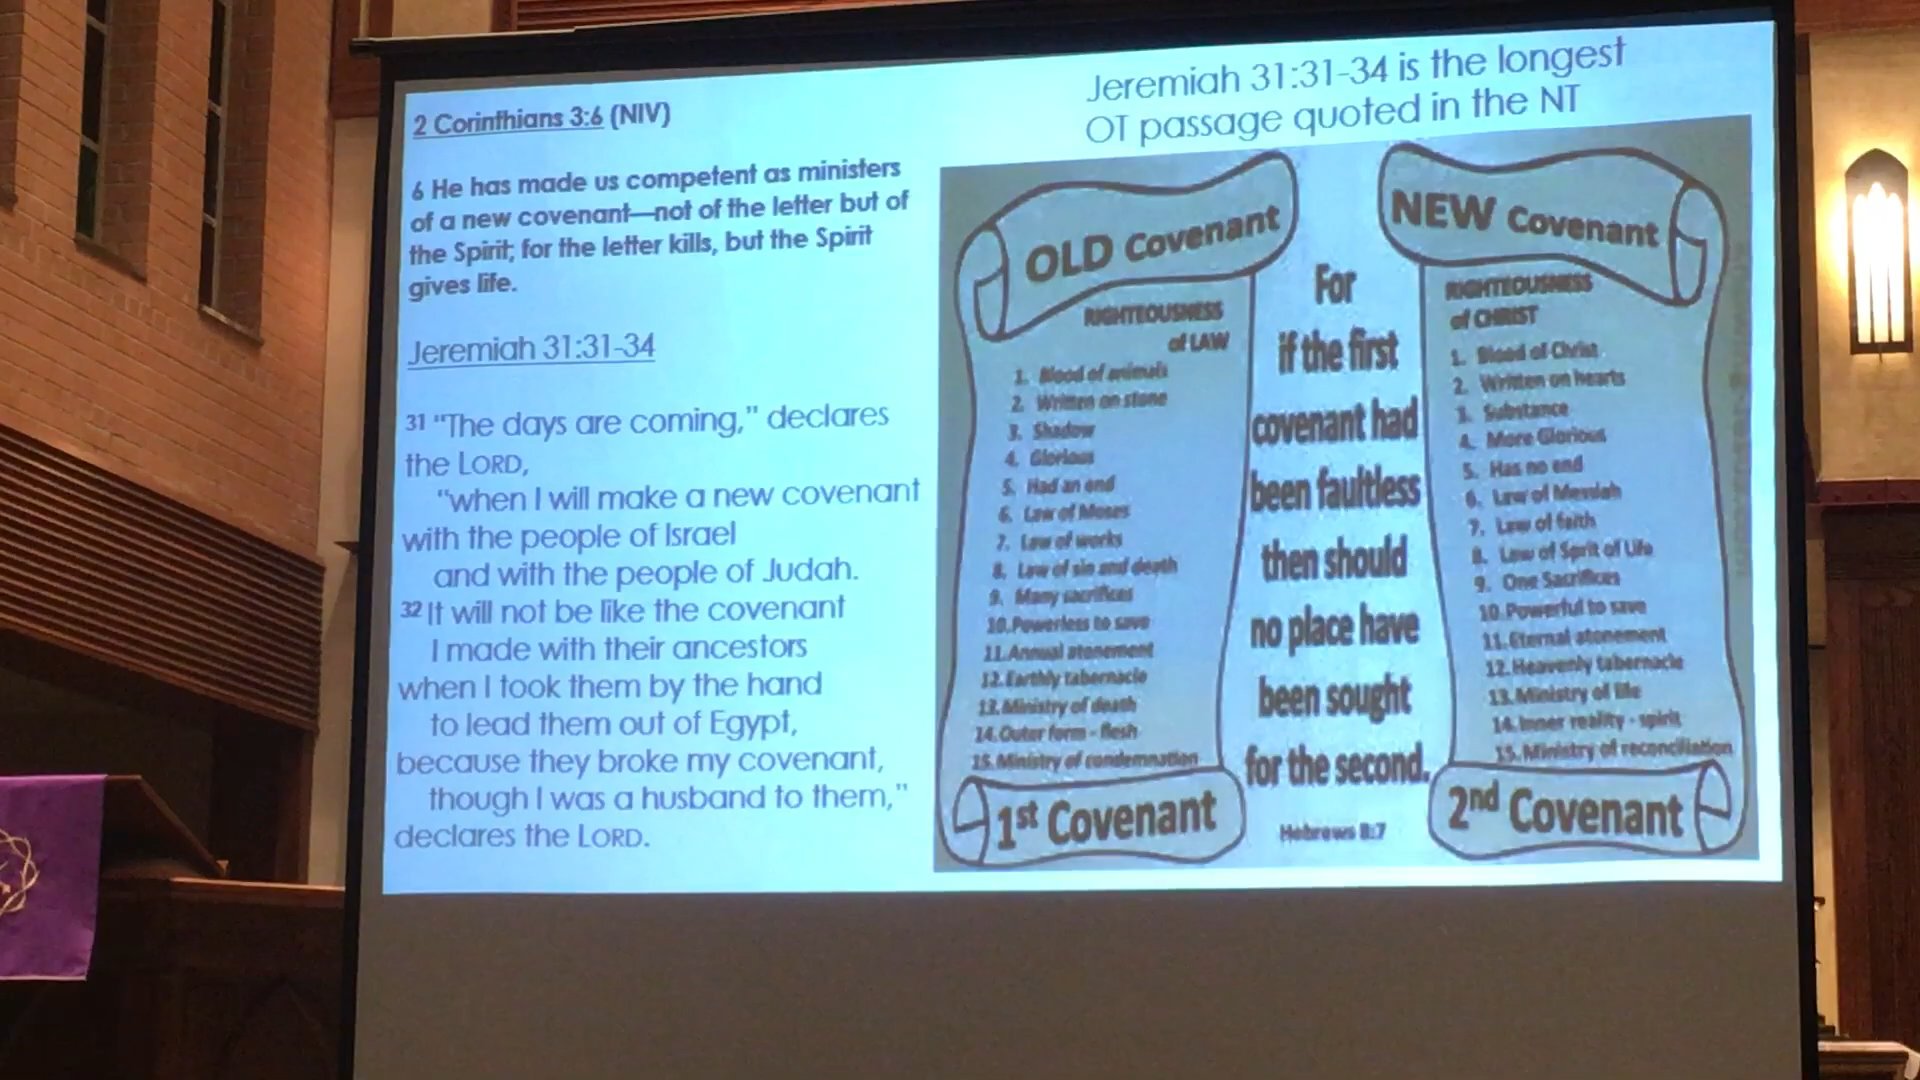 2 Corinthians 3:6 (NIV)
6 He has made us competent as ministers
of a new covenant—not of the letter but of
the Spirit; for the letter kills, but the Spirit
gives life.
Jeremiah 31:31-34
31 "The days are coming," declares
the LORD,
"when I will make a new covenant
with the people of Israel
and with the people of Judah.
32 It will not be like the covenant
I made with their ancestors
when I took them by the hand
to lead them out of Egypt,
because they broke my covenant,
though I was a husband to them,"
declares the LORD.
Jeremiah 31:31-34 is the longest
OT passage quoted in the NT
OLD Covenant
RIGHTEOUSNESS
of LAW
1. Blood of animals
2. Written on stone
3. Shadow
4. Glorious
5. Had an end
6. Law of Moses
7. Law of works
8. Law of sin and death
9. Many sacrifices
10.Powerless to save
11.Annual atonement
12.Earthly tabernacle
13.Ministry of death
14.Outer form - flesh
15.Ministry of condemnation
1st Covenant
For
if the first
covenant had
been faultless
then should
no place have
been sought
for the second.
Hebrews 8:7
NEW Covenant
RIGHTEOUSNESS
of CHRIST
1. Blood of Christ
2. Written on hearts
3. Substance
4. More Glorious
5. Has no end
6. Law of Messiah
7. Law of faith
8. Law of Sprit of Life
9. One Sacrifices
10.Powerful to save
11.Eternal atonement
12.Heavenly tabernacle
13.Ministry of life
14.Inner reality - spirit
15.Ministry of reconciliation
2nd Covenant